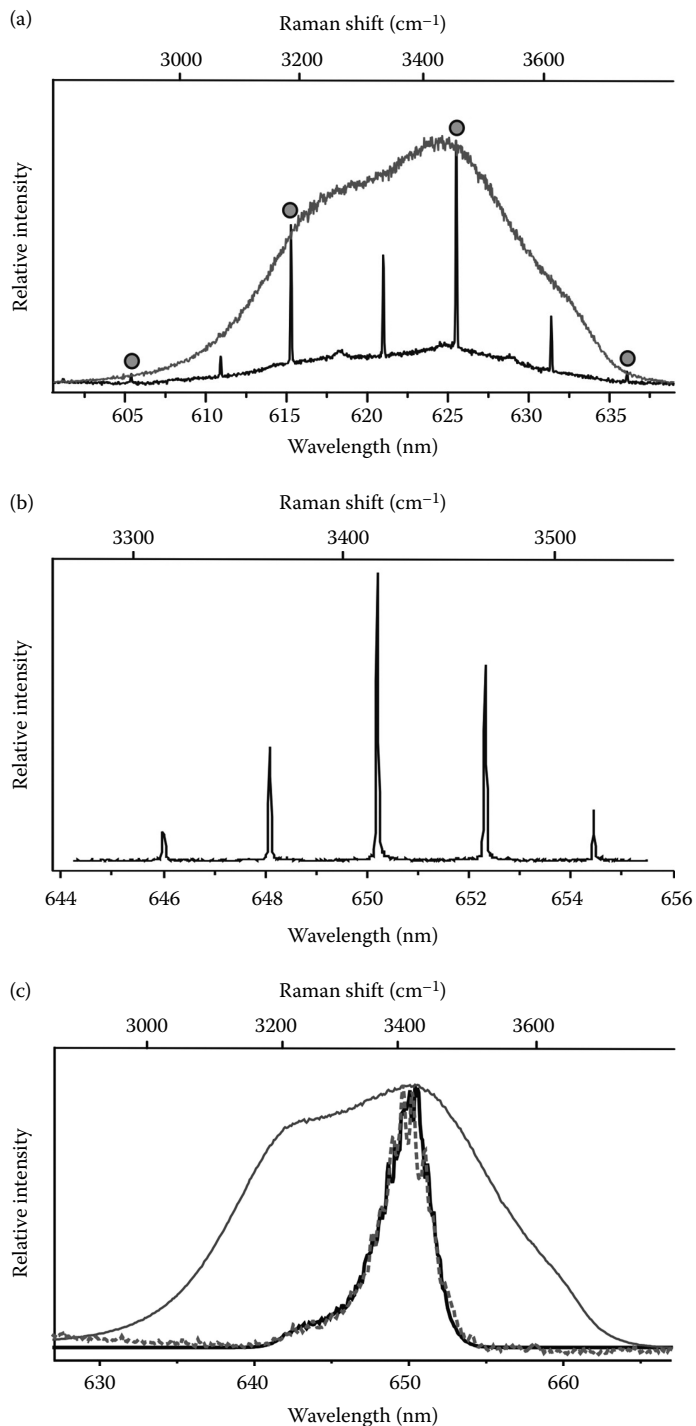 (a)
Raman shift (cm–1)
3000 3200 3400 3600
Relative intensity
605 610 615 620 625 630 635
Wavelength (nm)
(b)
Raman shift (cm–1)
3300 3400 3500
Relative intensity
644 646 648 650 652 654 656
Wavelength (nm)
(c)
Raman shift (cm–1)
3000 3200 3400 3600
Relative intensity
630 640 650 660
Wavelength (nm)